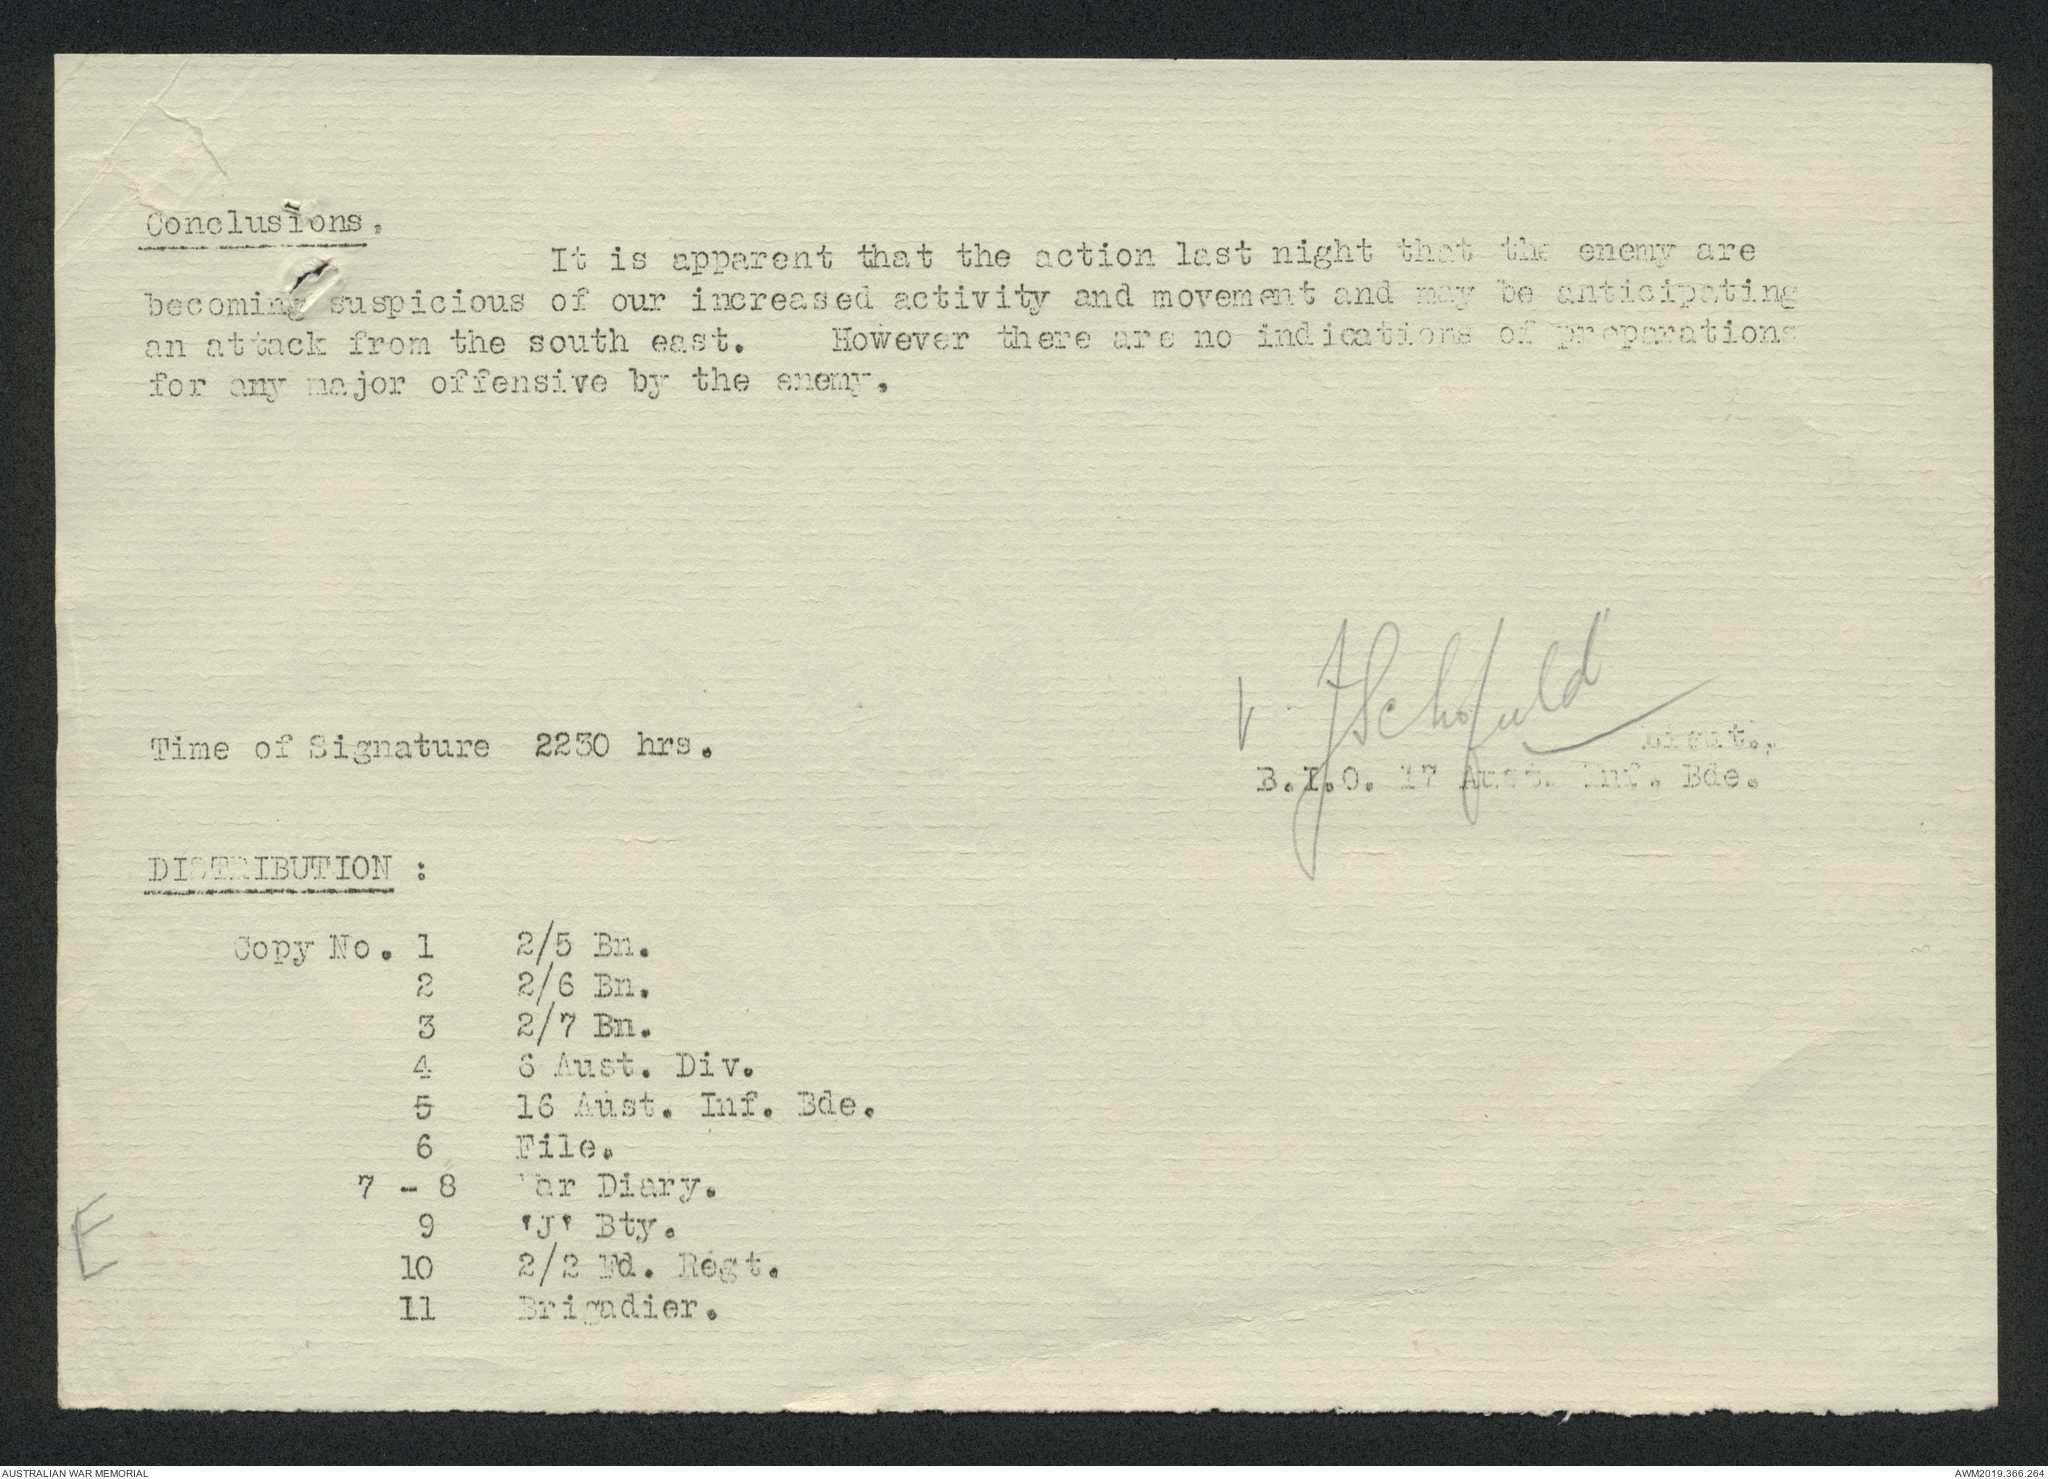 Conclusions.
It is apparent that the action last night that the enemy are
becoming suspicious of our increased activity and movement and may be anticipating
an attack from the south east. However there are no indications of preparations
for any major offensive by the enemy.
JSchofield
Time of Signature 2230 hrs.
Lieut.,
B.I.O. 17 Aust. Inf. Bde.
DISTRIBUTION :
Copy No. 1 2/5 Bn.
2 2/6 Bn.
3 2/7 Bn.
4 6 Aust. Div.
5 16 Aust. Inf. Bde.
6 File.
7 - 8 War Diary.
9 'J' Bty.
10 2/2 Fd. Regt.
11 Brigadier.
E
AUSTRALIAN WAR MEMORIAL
AWM2019.366.264